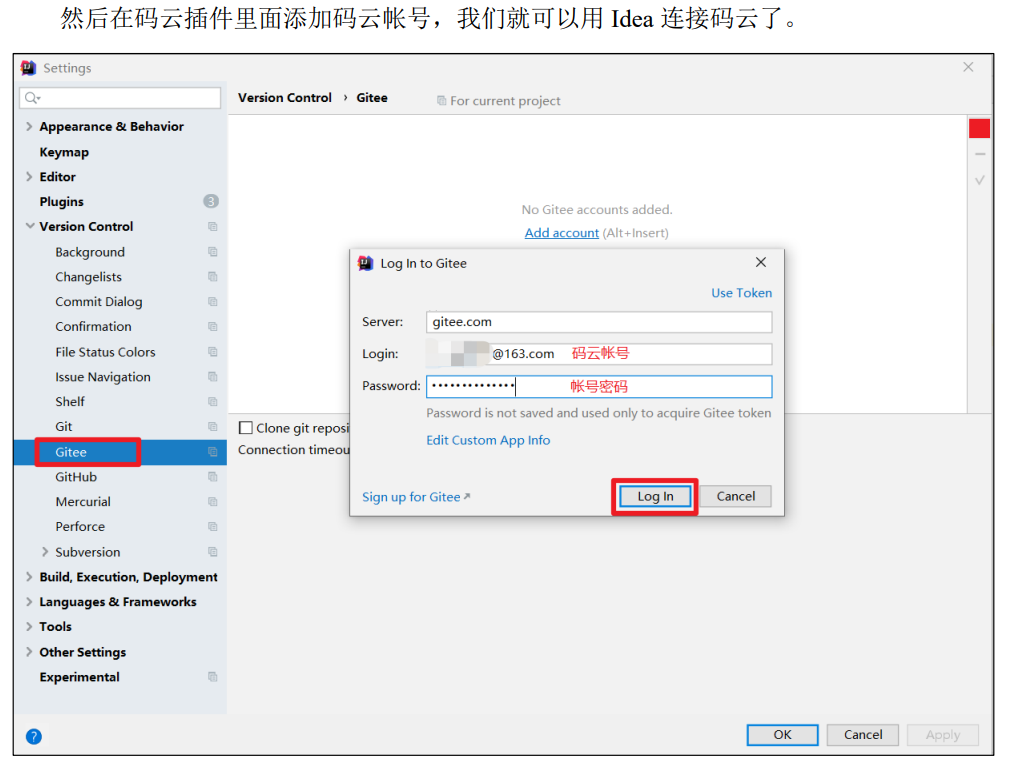 然后在码云插件里面添加码云帐号，我们就可以用 Idea 连接码云了。
Settings
Version Control › Gitee
For current project
Appearance & Behavior
Keymap
Editor
Plugins 3
Version Control
Background
Changelists
Commit Dialog
Confirmation
File Status Colors
Issue Navigation
Shelf
Git
Gitee
GitHub
Mercurial
Perforce
Subversion
Build, Execution, Deployment
Languages & Frameworks
Tools
Other Settings
Experimental
No Gitee accounts added.
Add account (Alt+Insert)
Clone git reposi
Connection timeou
Log In to Gitee
Use Token
Server: gitee.com
Login: @163.com 码云帐号
Password: •••••••••••••• 帐号密码
Password is not saved and used only to acquire Gitee token
Edit Custom App Info
Sign up for Gitee ↗
Log In
Cancel
?
OK
Cancel
Apply